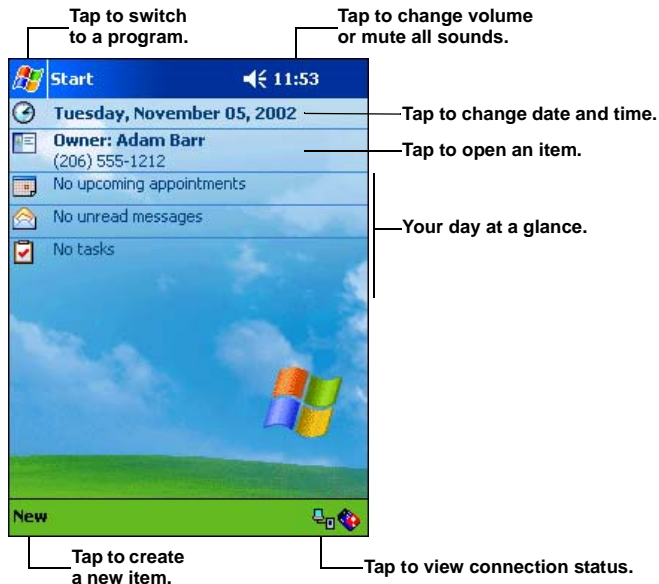 Tap to switch
to a program.
Tap to change volume
or mute all sounds.
Start 11:53
Tuesday, November 05, 2002
Tap to change date and time.
Owner: Adam Barr
(206) 555-1212
Tap to open an item.
No upcoming appointments
No unread messages
Your day at a glance.
No tasks
New
Tap to create
a new item.
Tap to view connection status.